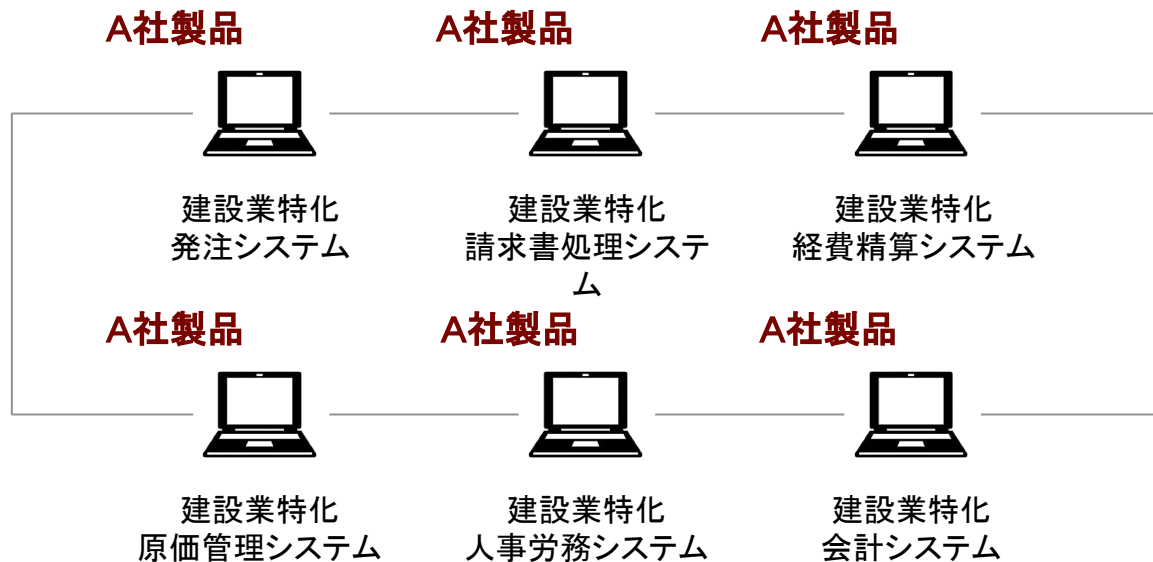 A社製品
A社製品
A社製品
建設業特化
発注システム
建設業特化
請求書処理システ
ム
建設業特化
経費精算システム
A社製品
A社製品
A社製品
建設業特化
原価管理システム
建設業特化
人事労務システム
建設業特化
会計システム